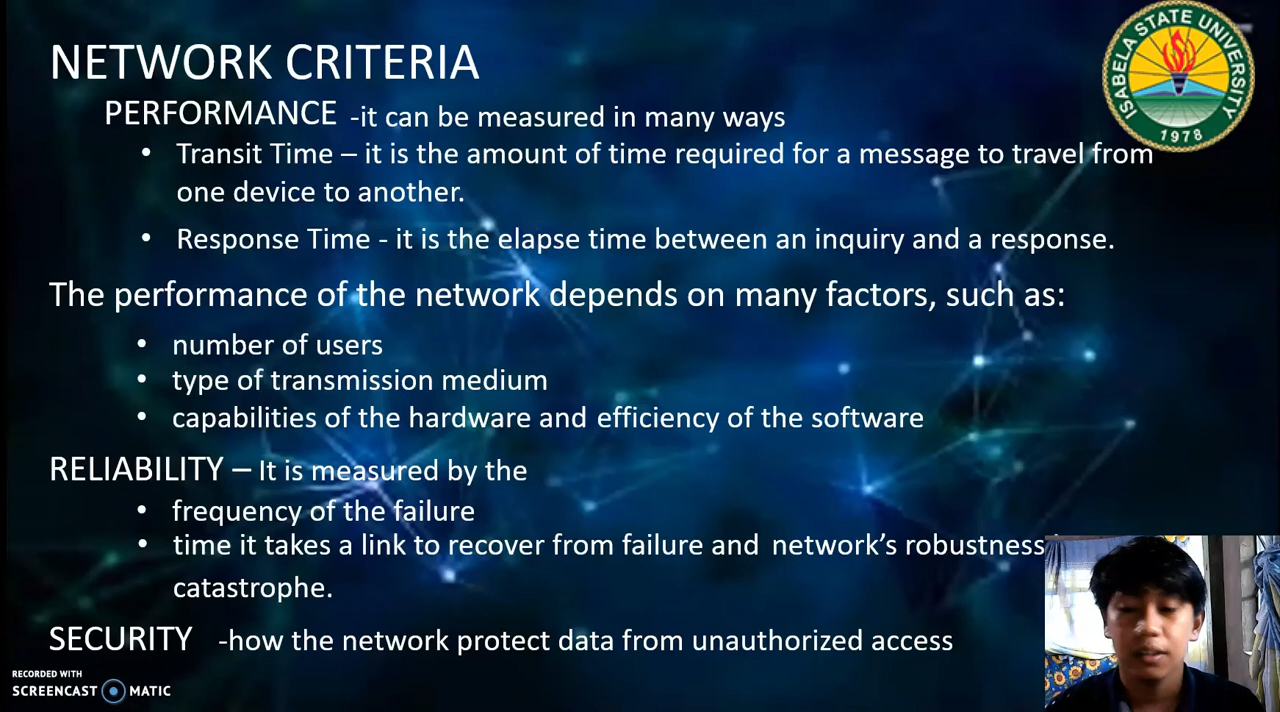 NETWORK CRITERIA
ISABELA STATE UNIVERSITY
1978
PERFORMANCE -it can be measured in many ways
• Transit Time – it is the amount of time required for a message to travel from
one device to another.
• Response Time - it is the elapse time between an inquiry and a response.
The performance of the network depends on many factors, such as:
• number of users
• type of transmission medium
• capabilities of the hardware and efficiency of the software
RELIABILITY – It is measured by the
• frequency of the failure
• time it takes a link to recover from failure and network's robustness
catastrophe.
SECURITY -how the network protect data from unauthorized access
RECORDED WITH
SCREENCAST MATIC